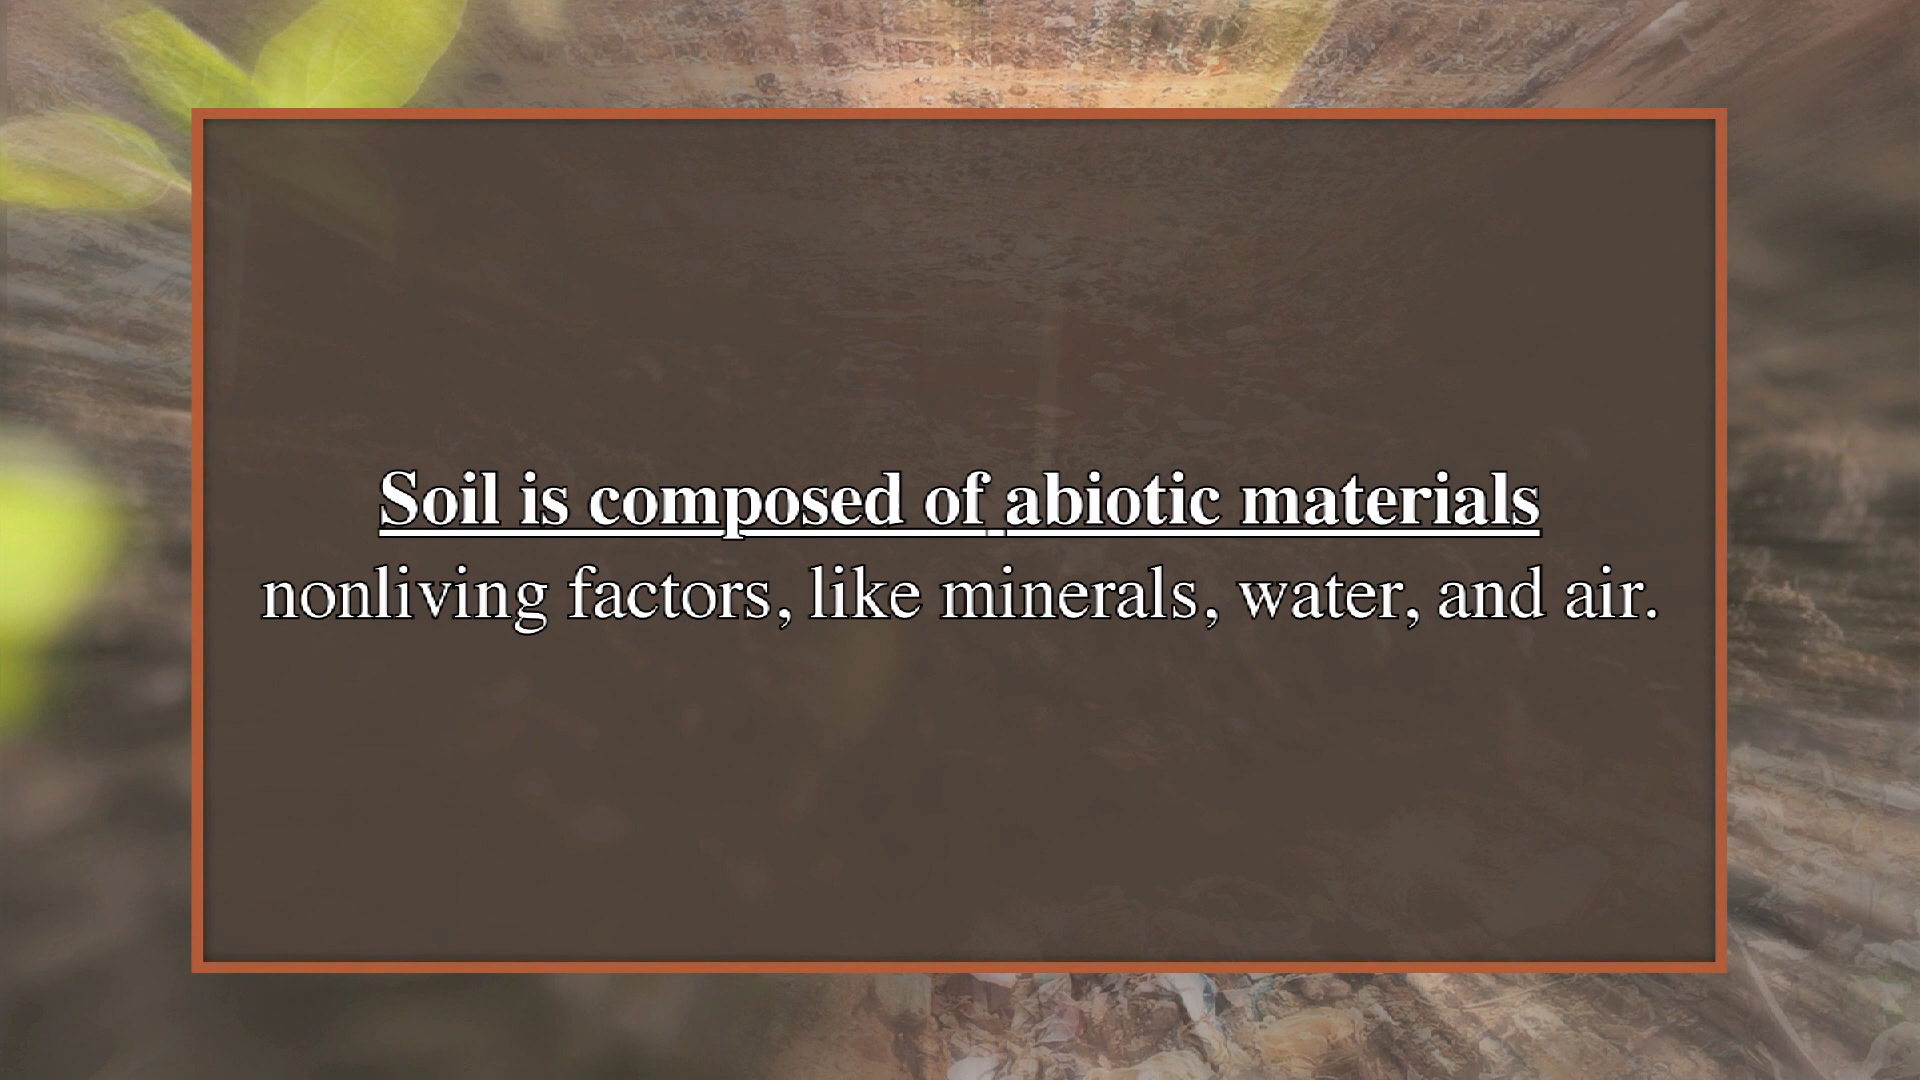 Soil is composed of abiotic materials
nonliving factors, like minerals, water, and air.